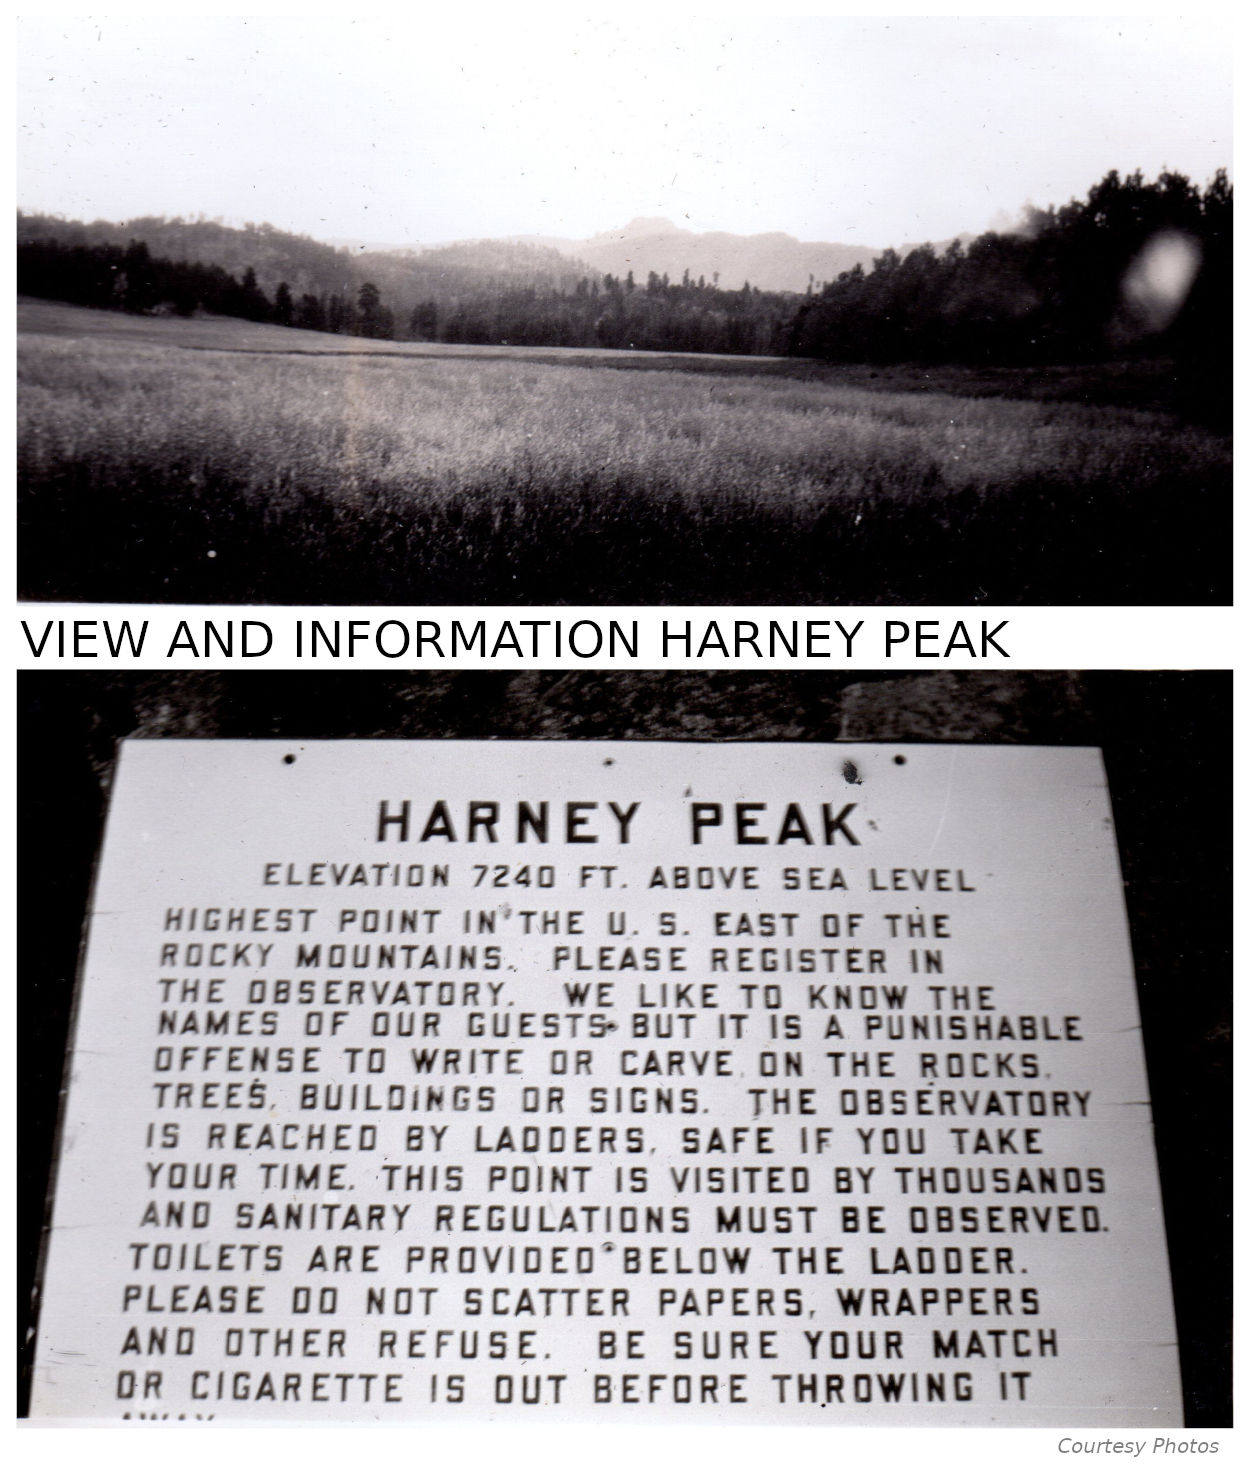 VIEW AND INFORMATION HARNEY PEAK
HARNEY PEAK
ELEVATION 7240 FT. ABOVE SEA LEVEL
HIGHEST POINT IN THE U. S. EAST OF THE
ROCKY MOUNTAINS. PLEASE REGISTER IN
THE OBSERVATORY. WE LIKE TO KNOW THE
NAMES OF OUR GUESTS BUT IT IS A PUNISHABLE
OFFENSE TO WRITE OR CARVE ON THE ROCKS.
TREES, BUILDINGS OR SIGNS. THE OBSERVATORY
IS REACHED BY LADDERS, SAFE IF YOU TAKE
YOUR TIME. THIS POINT IS VISITED BY THOUSANDS
AND SANITARY REGULATIONS MUST BE OBSERVED.
TOILETS ARE PROVIDED BELOW THE LADDER.
PLEASE DO NOT SCATTER PAPERS, WRAPPERS
AND OTHER REFUSE. BE SURE YOUR MATCH
OR CIGARETTE IS OUT BEFORE THROWING IT
Courtesy Photos